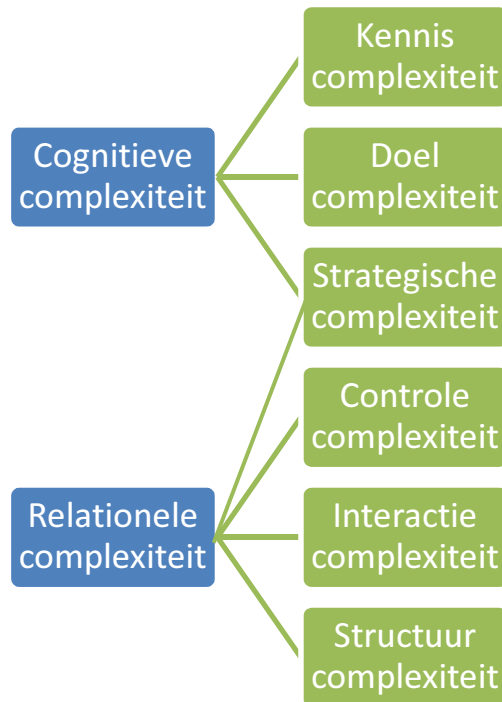 Kennis
complexiteit
Cognitieve
complexiteit
Doel
complexiteit
Strategische
complexiteit
Controle
complexiteit
Relationele
complexiteit
Interactie
complexiteit
Structuur
complexiteit